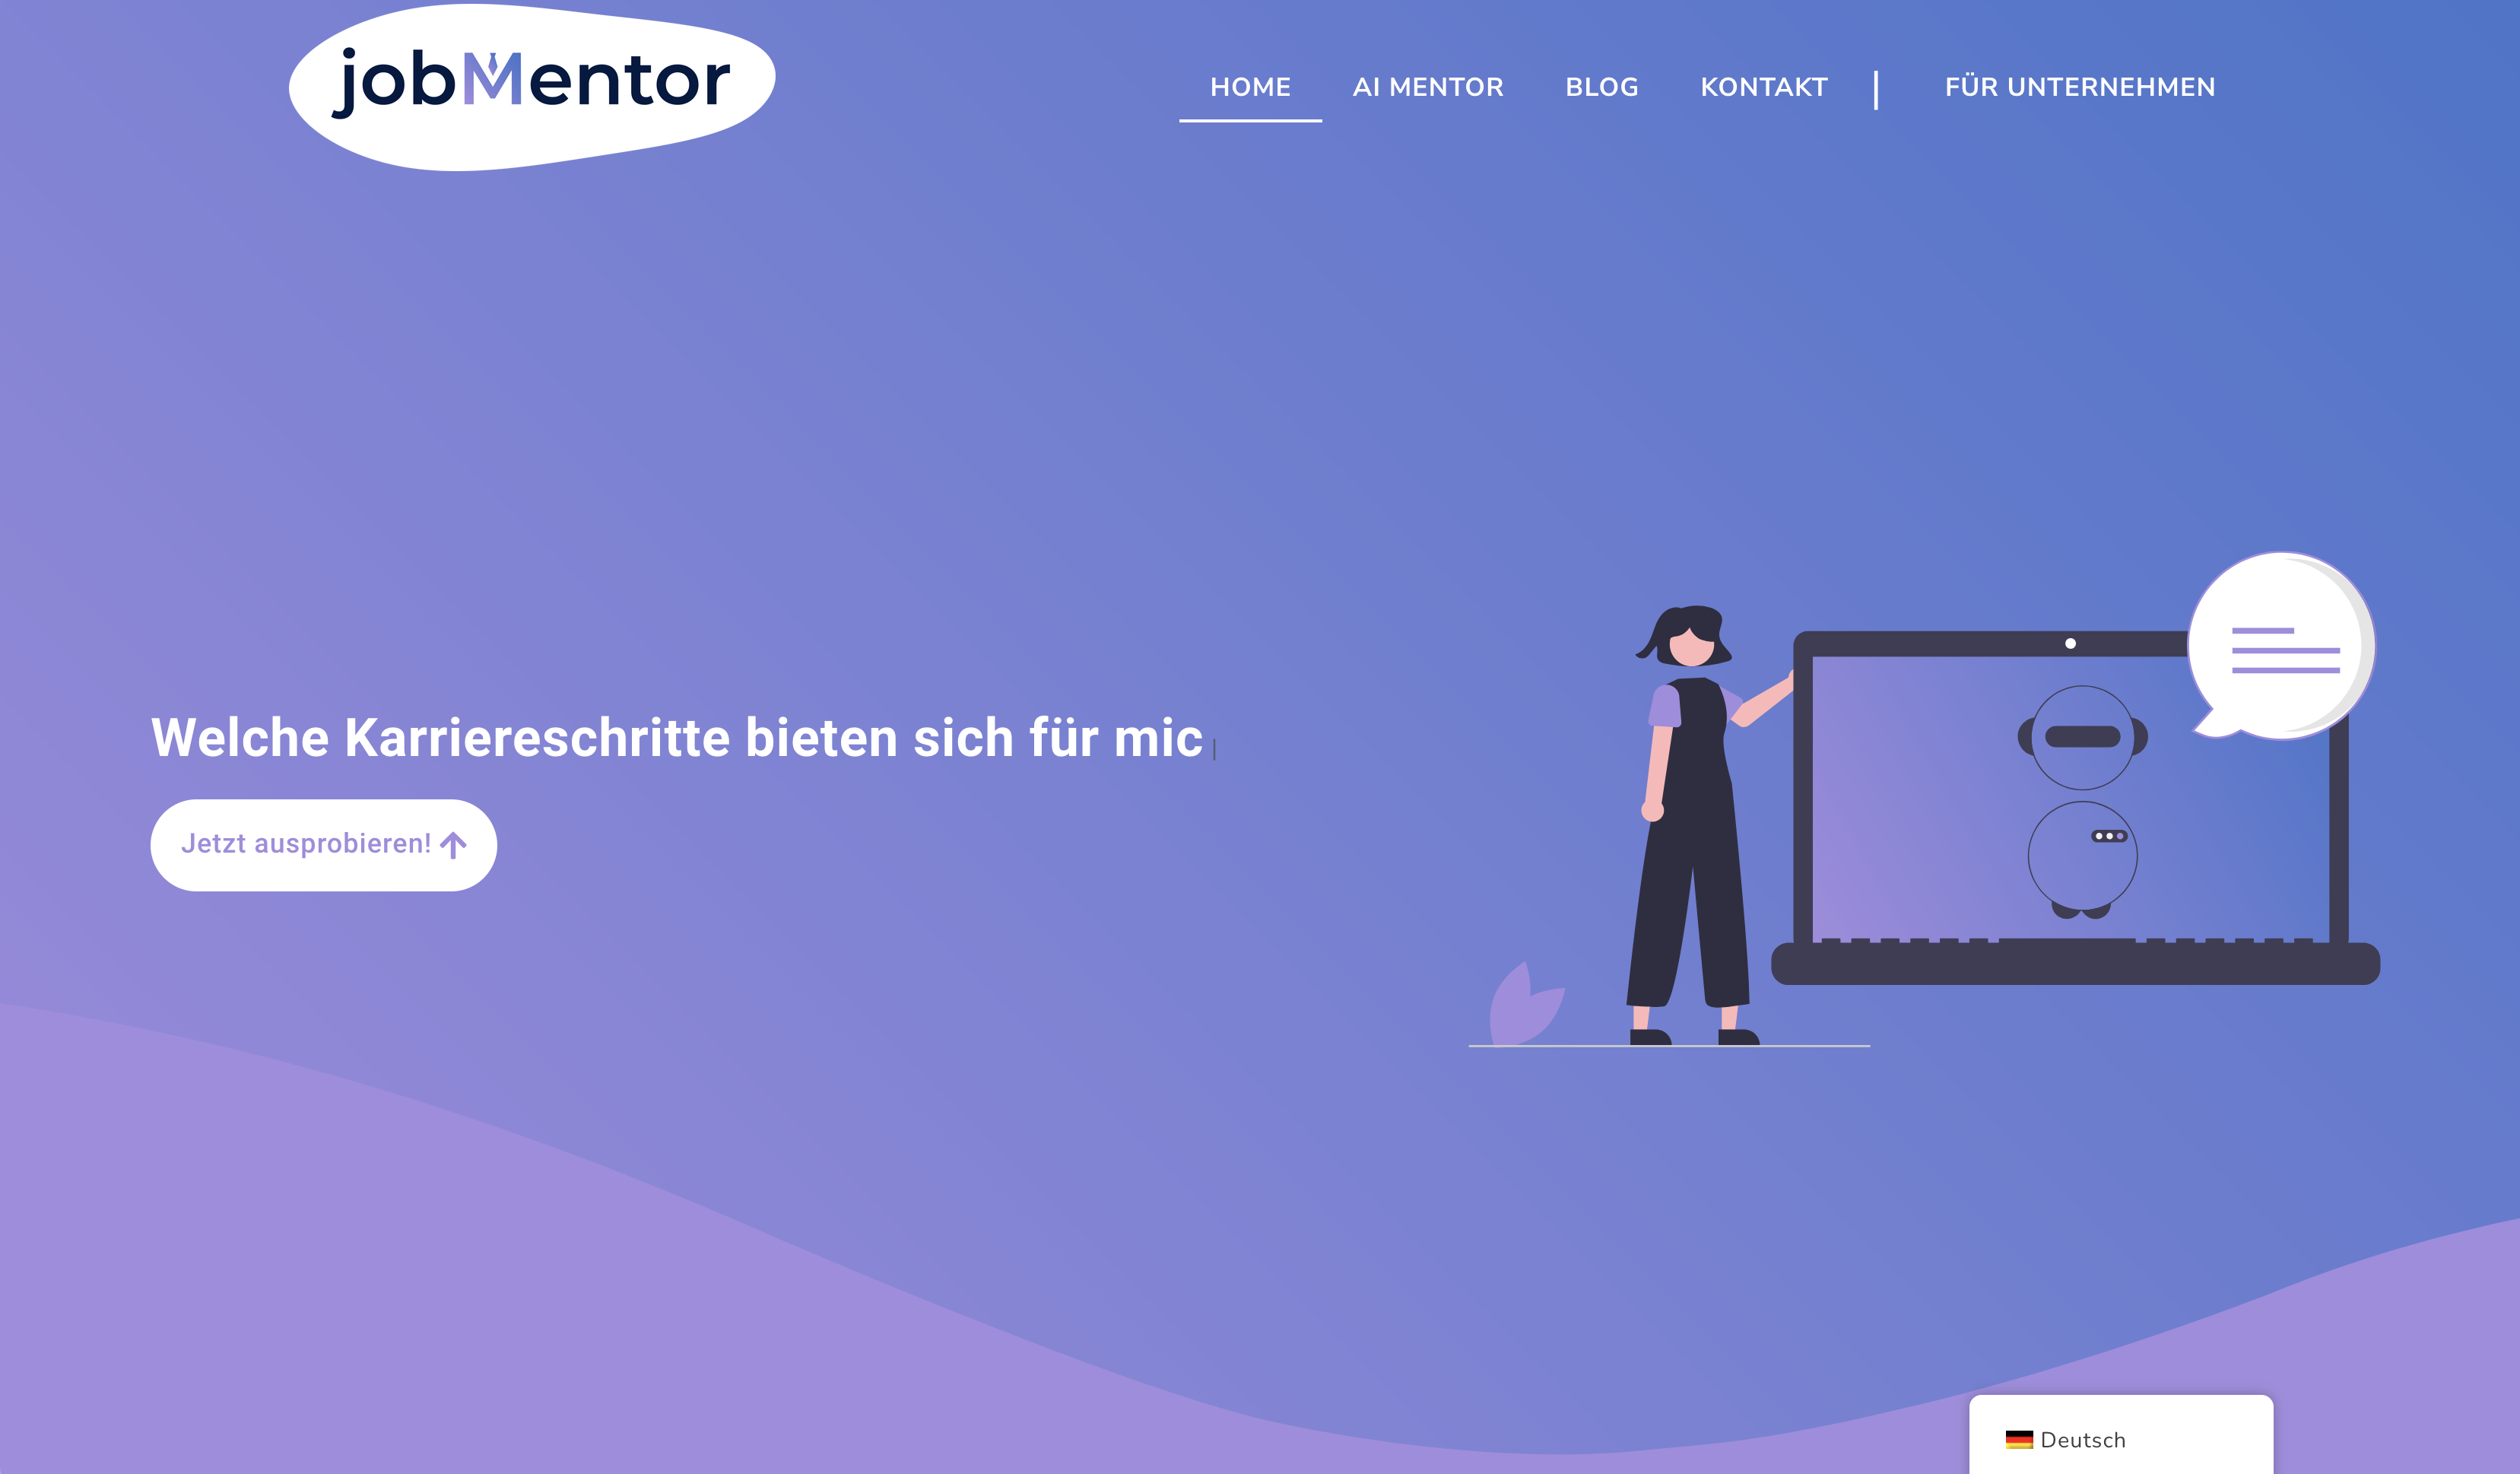 jobMentor
HOME
AI MENTOR
BLOG
KONTAKT
FÜR UNTERNEHMEN
Welche Karriereschritte bieten sich für mic
Jetzt ausprobieren!
Deutsch